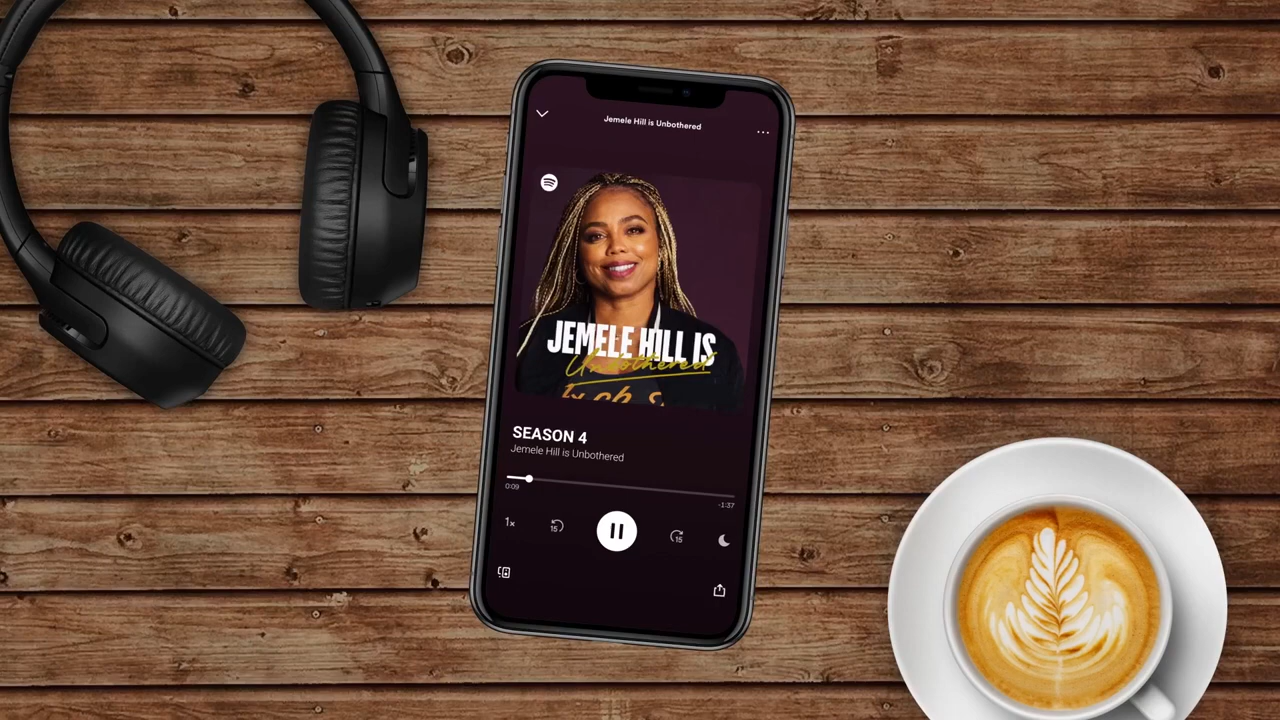 Jemele Hill is Unbothered
...
JEMELE HILL IS
Unbothered
SEASON 4
Jemele Hill is Unbothered
0:09
-1:37
1x
15
15